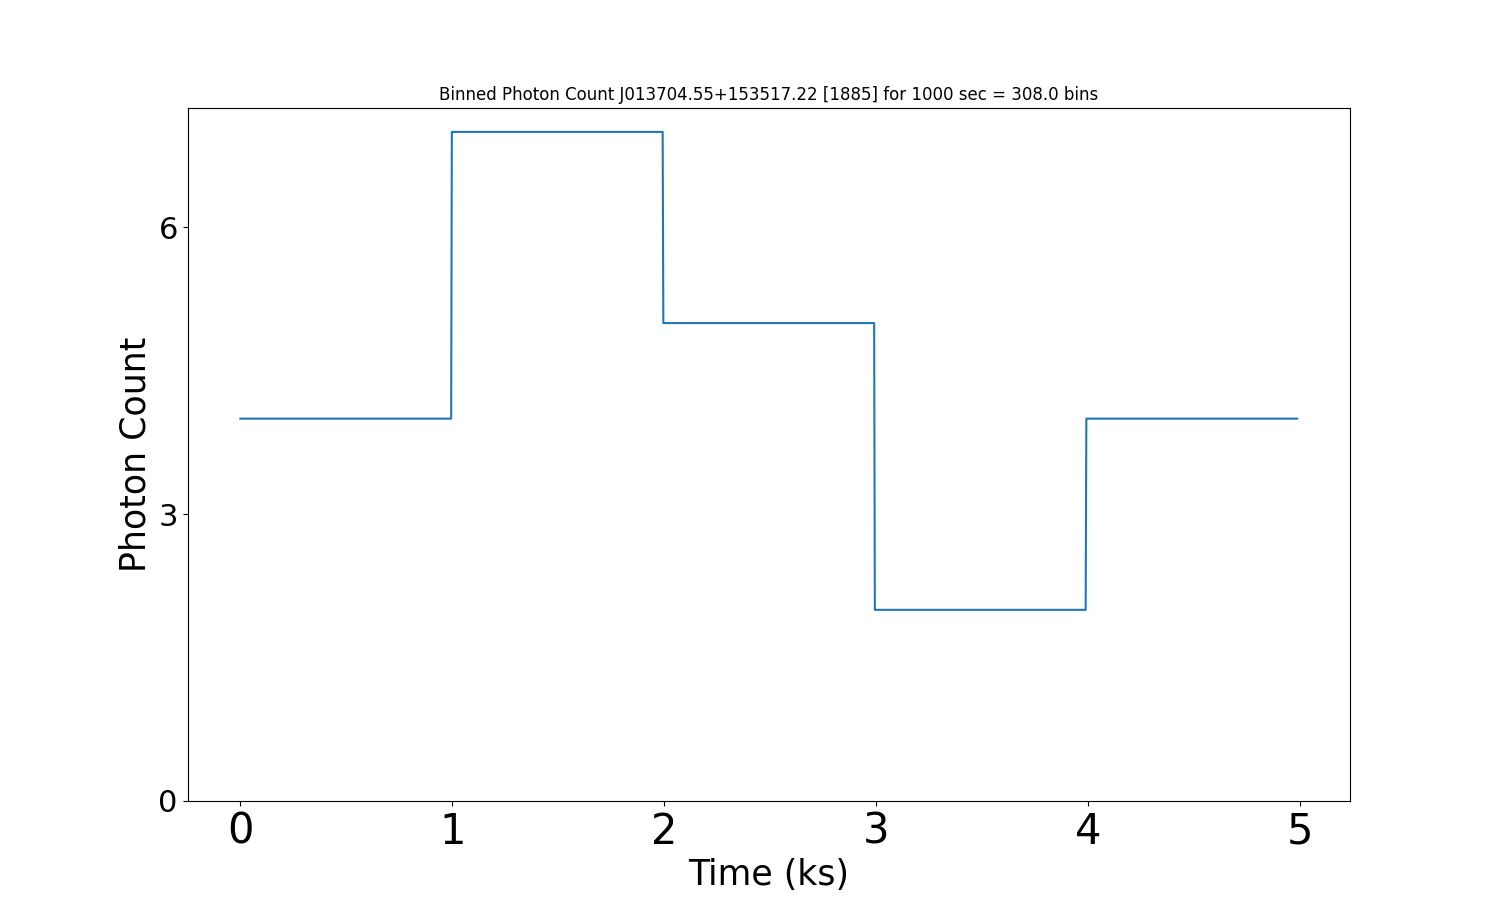 Binned Photon Count J013704.55+153517.22 [1885] for 1000 sec = 308.0 bins
6
3
0
Photon Count
0 1 2 3 4 5
Time (ks)